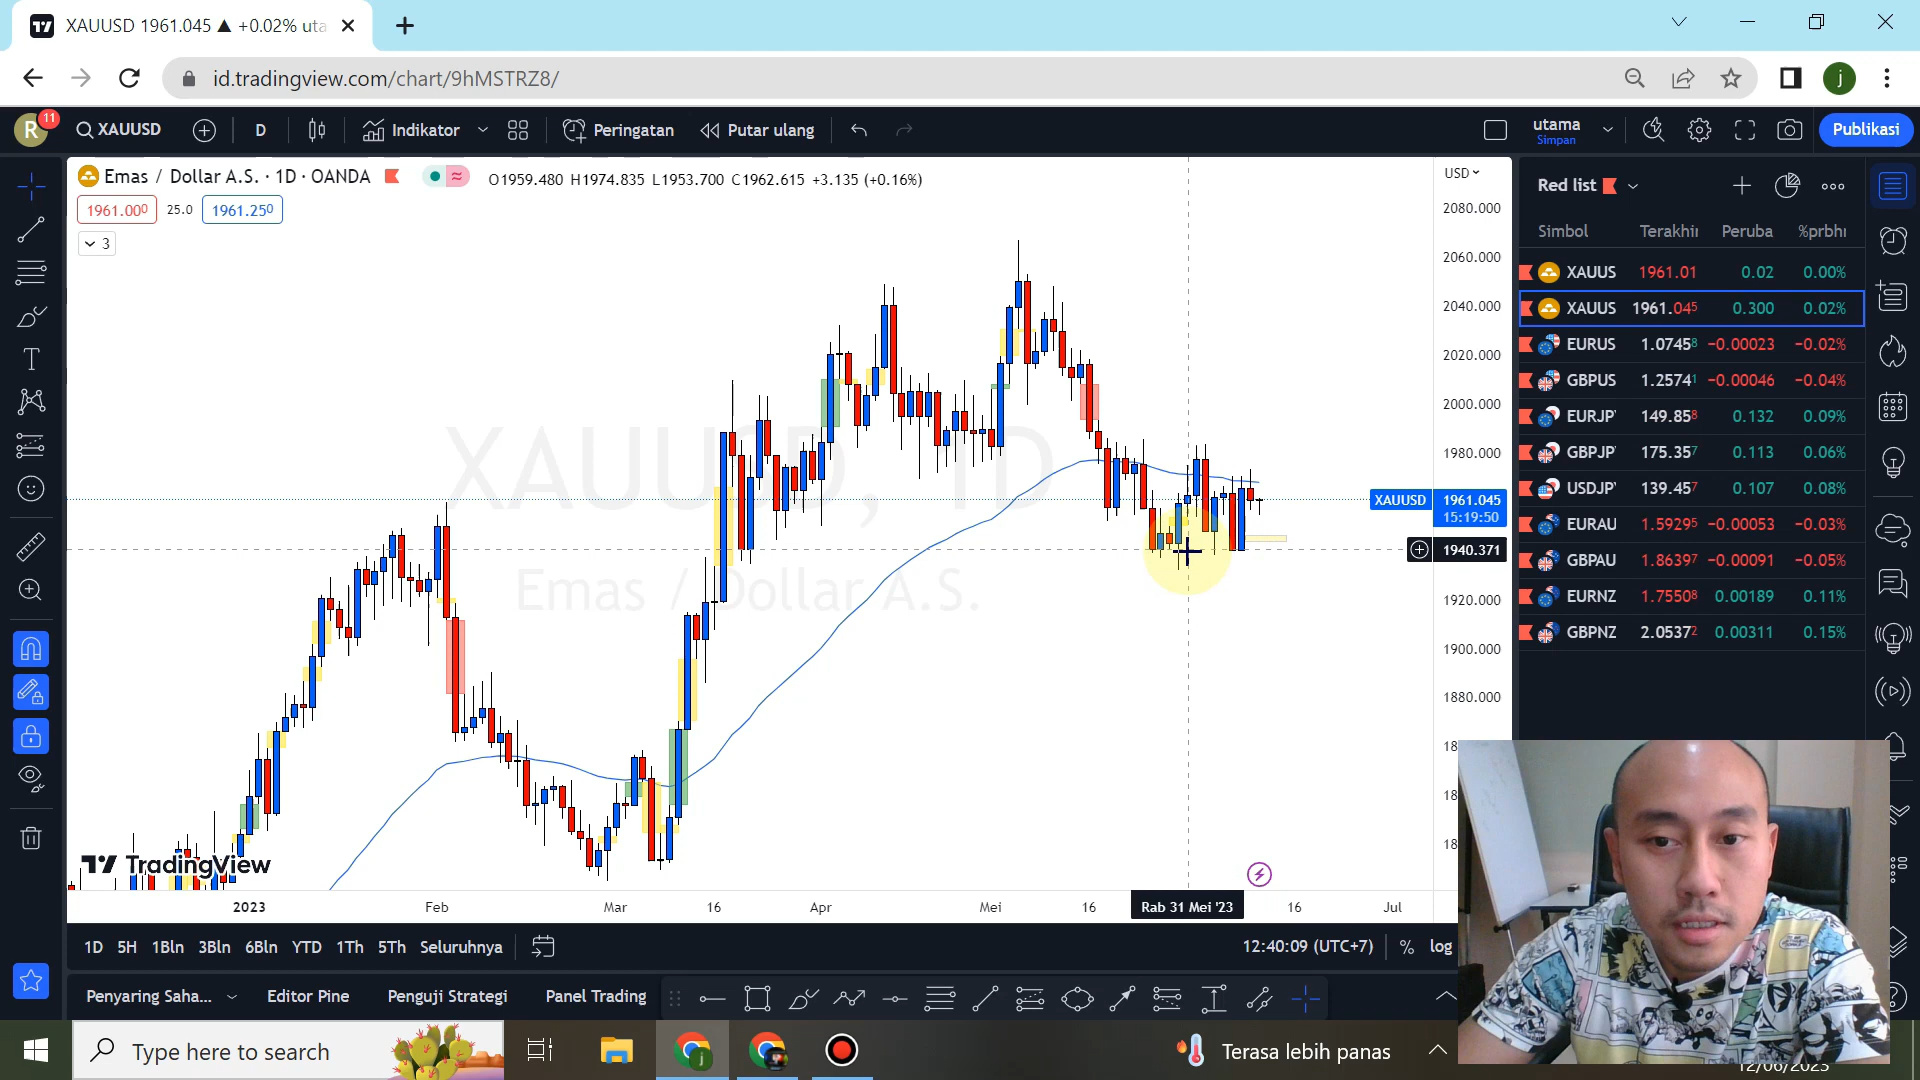 XAUUSD 1961.045 ▲ +0.02% uta
id.tradingview.com/chart/9hMSTRZ8/
R 11 XAUUSD D Indikator Peringatan Putar ulang utama Simpan Publikasi
Emas / Dollar A.S. · 1D · OANDA O1959.480 H1974.835 L1953.700 C1962.615 +3.135 (+0.16%)
1961.000 25.0 1961.250
3
XAUUSD, 1D
Emas / Dollar A.S.
USD
2080.000
2060.000
2040.000
2020.000
2000.000
1980.000
XAUUSD 1961.045
15:19:50
1940.371
1920.000
1900.000
1880.000
18
18
18
TradingView
2023 Feb Mar 16 Apr Mei 16 Rab 31 Mei '23 16 Jul
1D 5H 1Bln 3Bln 6Bln YTD 1Th 5Th Seluruhnya 12:40:09 (UTC+7) % log
Penyaring Saha... Editor Pine Penguji Strategi Panel Trading
Red list
Simbol Terakhir Peruba %prbhi
XAUUS 1961.01 0.02 0.00%
XAUUS 1961.045 0.300 0.02%
EURUS 1.07458 −0.00023 −0.02%
GBPUS 1.25741 −0.00046 −0.04%
EURJP 149.858 0.132 0.09%
GBPJP 175.357 0.113 0.06%
USDJP 139.457 0.107 0.08%
EURAU 1.59295 −0.00053 −0.03%
GBPAU 1.86397 −0.00091 −0.05%
EURNZ 1.75508 0.00189 0.11%
GBPNZ 2.05372 0.00311 0.15%
Type here to search
Terasa lebih panas
12/06/2023